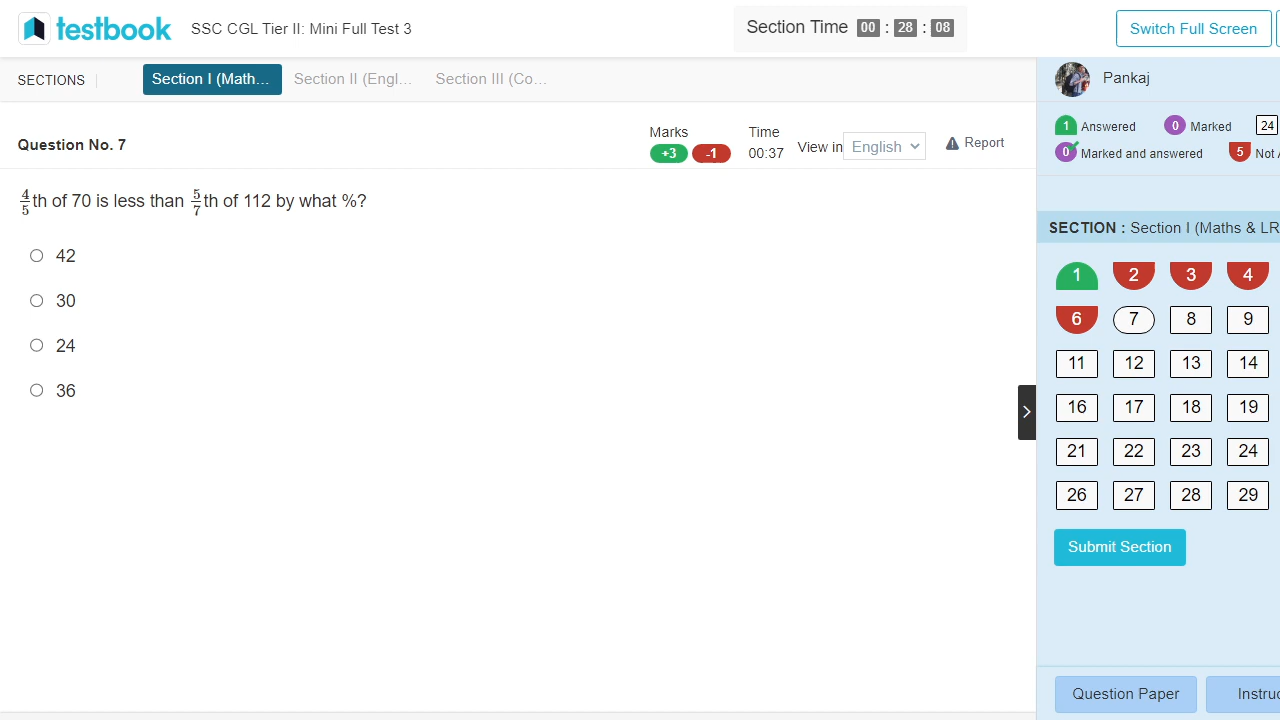 testbook SSC CGL Tier II: Mini Full Test 3 Section Time 00 : 28 : 08 Switch Full Screen
SECTIONS Section I (Math... Section II (Engl... Section III (Co...
Pankaj
Question No. 7
Marks
+3 -1
Time
00:37
View in English
Report
1 Answered 0 Marked 24
0 Marked and answered 5 Not
4/5th of 70 is less than 5/7th of 112 by what %?
42
30
24
36
SECTION : Section I (Maths & LR
1 2 3 4
6 7 8 9
11 12 13 14
16 17 18 19
21 22 23 24
26 27 28 29
Submit Section
Question Paper Instruc